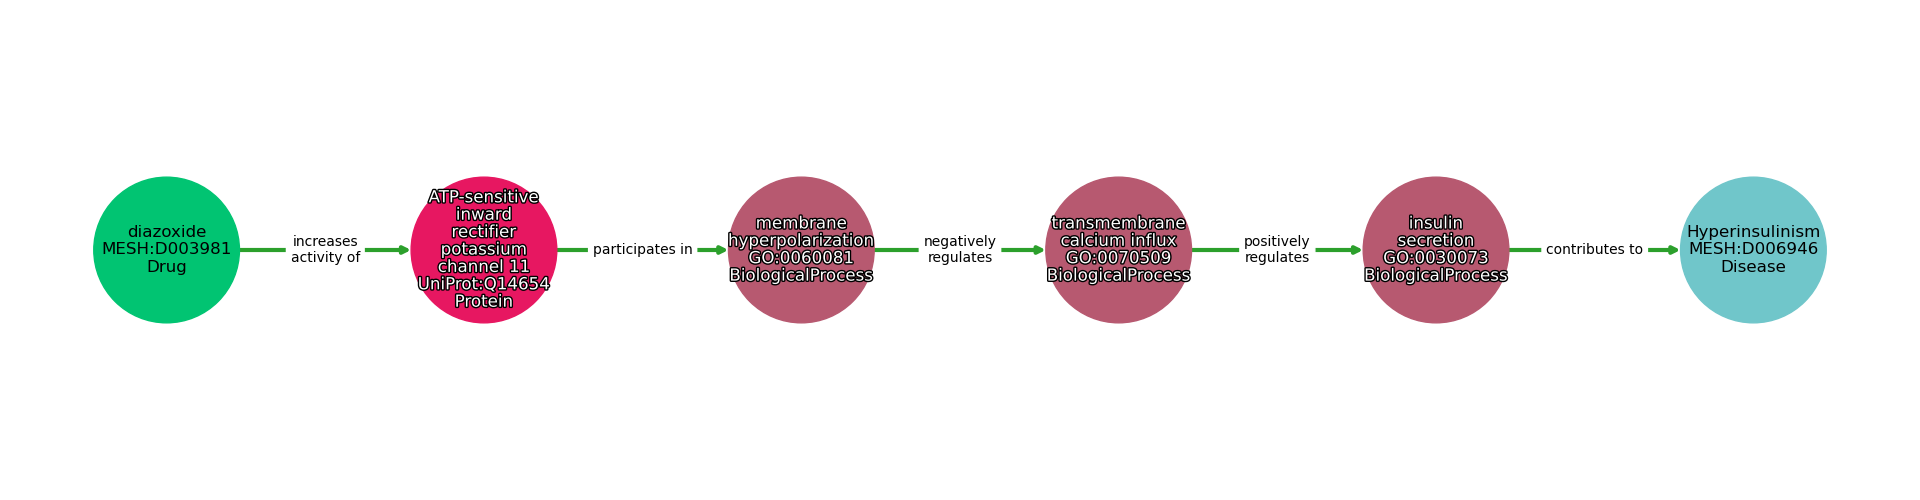 diazoxide
MESH:D003981
Drug
increases
activity of
ATP-sensitive
inward
rectifier
potassium
channel 11
UniProt:Q14654
Protein
participates in
membrane
hyperpolarization
GO:0060081
BiologicalProcess
negatively
regulates
transmembrane
calcium influx
GO:0070509
BiologicalProcess
positively
regulates
insulin
secretion
GO:0030073
BiologicalProcess
contributes to
Hyperinsulinism
MESH:D006946
Disease